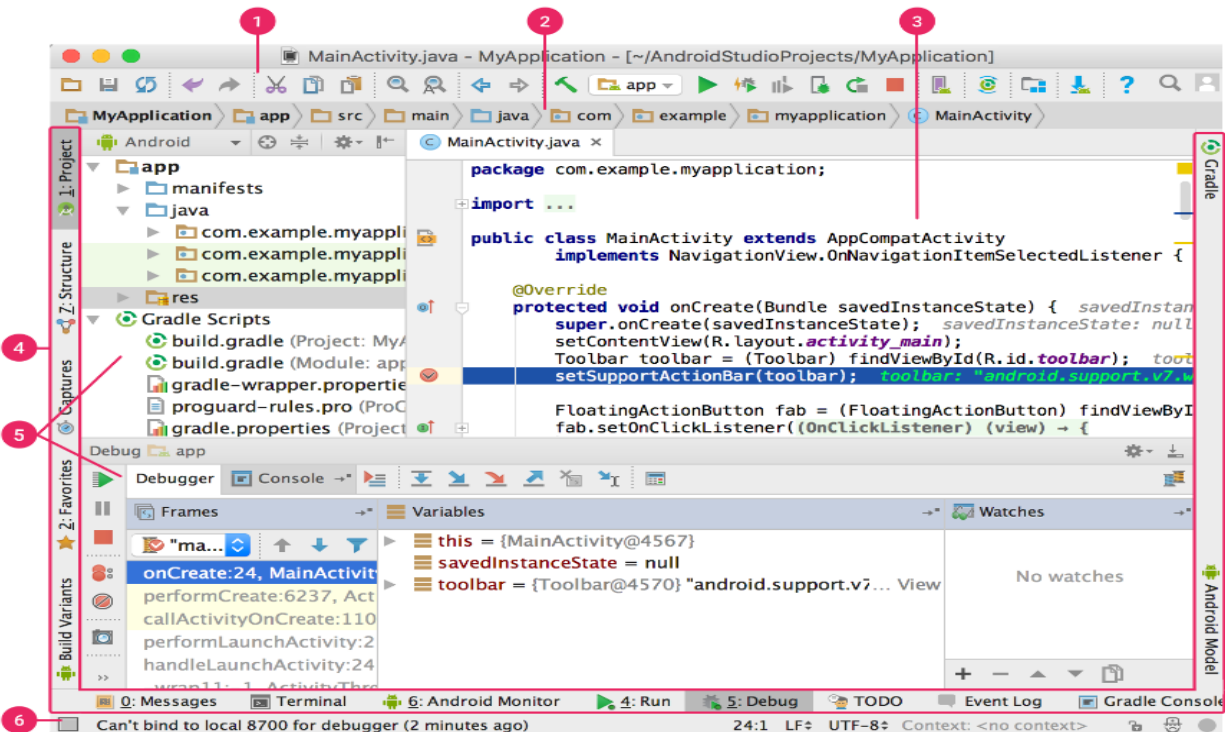 1 2 3
MainActivity.java - MyApplication - [~/AndroidStudioProjects/MyApplication]
app
MyApplication app src main java com example myapplication MainActivity
1: Project
Z: Structure
Captures
2: Favorites
Build Variants
4
5
6
Android
app
manifests
java
com.example.myappli
com.example.myappli
com.example.myappli
res
Gradle Scripts
build.gradle (Project: MyA
build.gradle (Module: app
gradle-wrapper.propertie
proguard-rules.pro (ProC
gradle.properties (Project
MainActivity.java
package com.example.myapplication;
import ...
public class MainActivity extends AppCompatActivity
implements NavigationView.OnNavigationItemSelectedListener {
@Override
protected void onCreate(Bundle savedInstanceState) { savedInstan
super.onCreate(savedInstanceState); savedInstanceState: null
setContentView(R.layout.activity_main);
Toolbar toolbar = (Toolbar) findViewById(R.id.toolbar); tool
setSupportActionBar(toolbar); toolbar: "android.support.v7.w
FloatingActionButton fab = (FloatingActionButton) findViewByI
fab.setOnClickListener((OnClickListener) (view) → {
Gradle
Android Model
Debug app
Debugger Console
Frames Variables Watches
"ma...
onCreate:24, MainActivit
performCreate:6237, Act
callActivityOnCreate:110
performLaunchActivity:2
handleLaunchActivity:24
wrap11:-1, ActivityThre
this = {MainActivity@4567}
savedInstanceState = null
toolbar = {Toolbar@4570} "android.support.v7... View
No watches
0: Messages Terminal 6: Android Monitor 4: Run 5: Debug TODO Event Log Gradle Console
Can't bind to local 8700 for debugger (2 minutes ago) 24:1 LF UTF-8 Context: <no context>